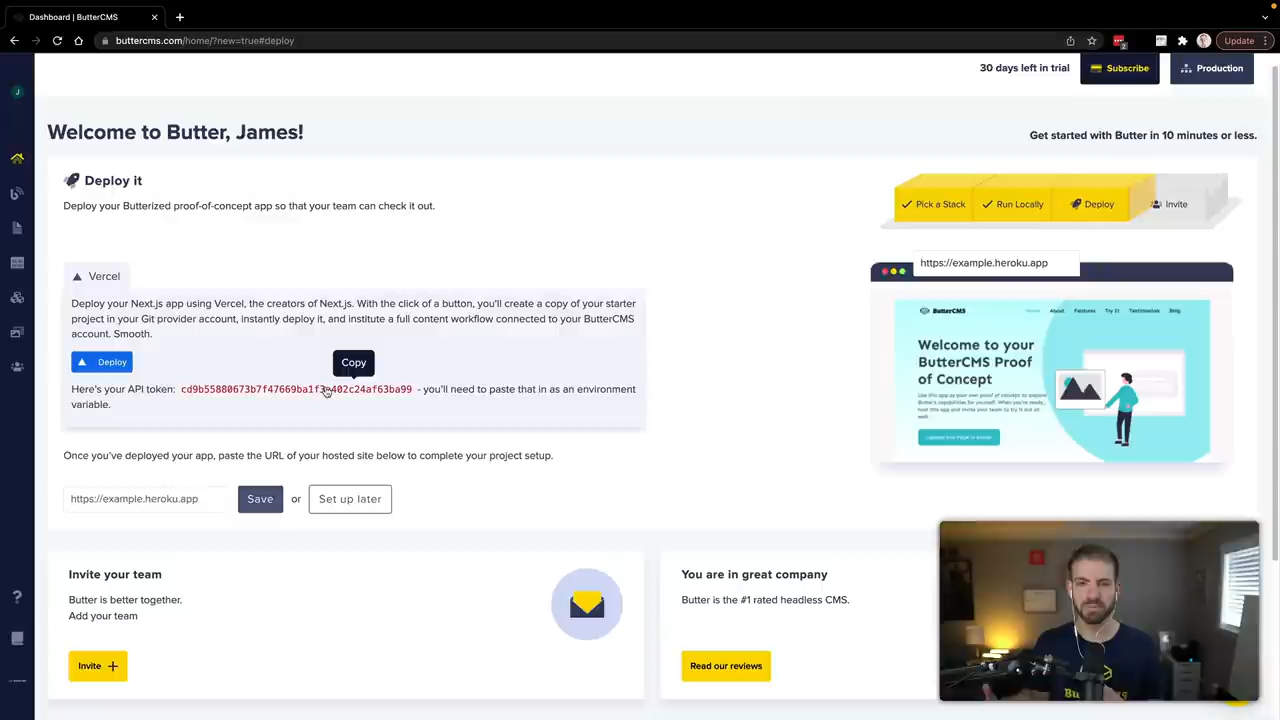 Dashboard | ButterCMS
buttercms.com/home/?new=true#deploy
Update
30 days left in trial
Subscribe
Production
J
Welcome to Butter, James!
Get started with Butter in 10 minutes or less.
Deploy it
Deploy your Butterized proof-of-concept app so that your team can check it out.
Pick a Stack
Run Locally
Deploy
Invite
https://example.heroku.app
Vercel
Deploy your Next.js app using Vercel, the creators of Next.js. With the click of a button, you'll create a copy of your starter
project in your Git provider account, instantly deploy it, and institute a full content workflow connected to your ButterCMS
account. Smooth.
Deploy
Copy
Here's your API token: - you'll need to paste that in as an environment
variable.
ButterCMS
Home About Features Try It Testimonials Blog
Welcome to your
ButterCMS Proof
of Concept
Once you've deployed your app, paste the URL of your hosted site below to complete your project setup.
https://example.heroku.app
Save
or
Set up later
Invite your team
Butter is better together.
Add your team
Invite +
You are in great company
Butter is the #1 rated headless CMS.
Read our reviews